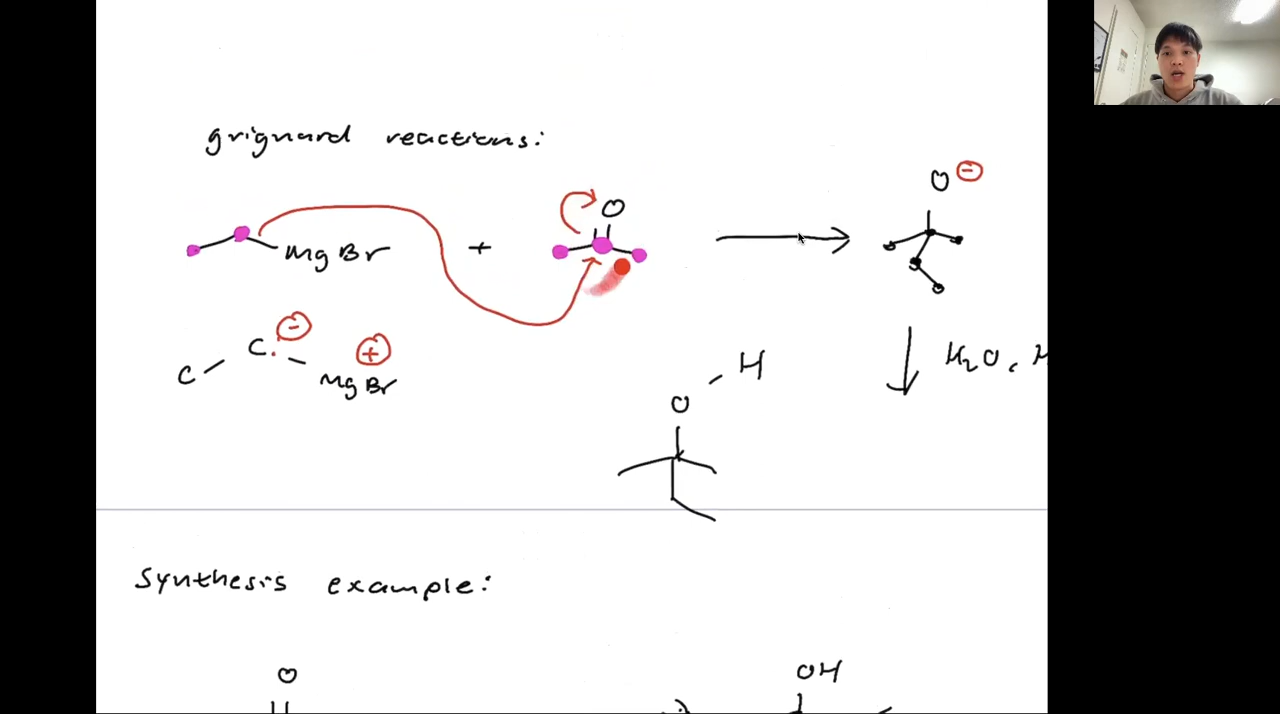 grignard reactions:
MgBr + O O ⊖
C C. ⊖ MgBr ⊕
H
O
H2O,
Synthesis example:
O OH